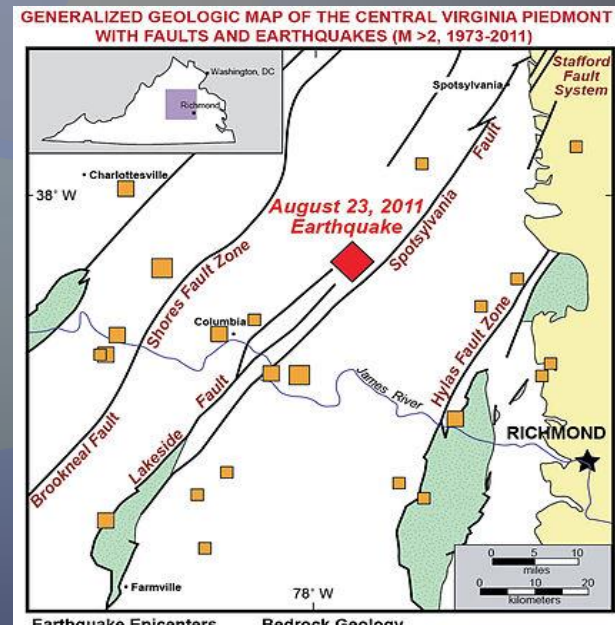 GENERALIZED GEOLOGIC MAP OF THE CENTRAL VIRGINIA PIEDMONT
WITH FAULTS AND EARTHQUAKES (M >2, 1973-2011)
Washington, DC
Richmond
Spotsylvania
Stafford
Fault
System
Charlottesville
38° W
August 23, 2011
Earthquake
Spotsylvania Fault
Shores Fault Zone
Columbia
Hylas Fault Zone
James River
Lakeside Fault
Brookneal Fault
RICHMOND
Farmville
78° W
0 5 10
miles
0 10 20
kilometers
Earthquake Epicenters Bedrock Geology